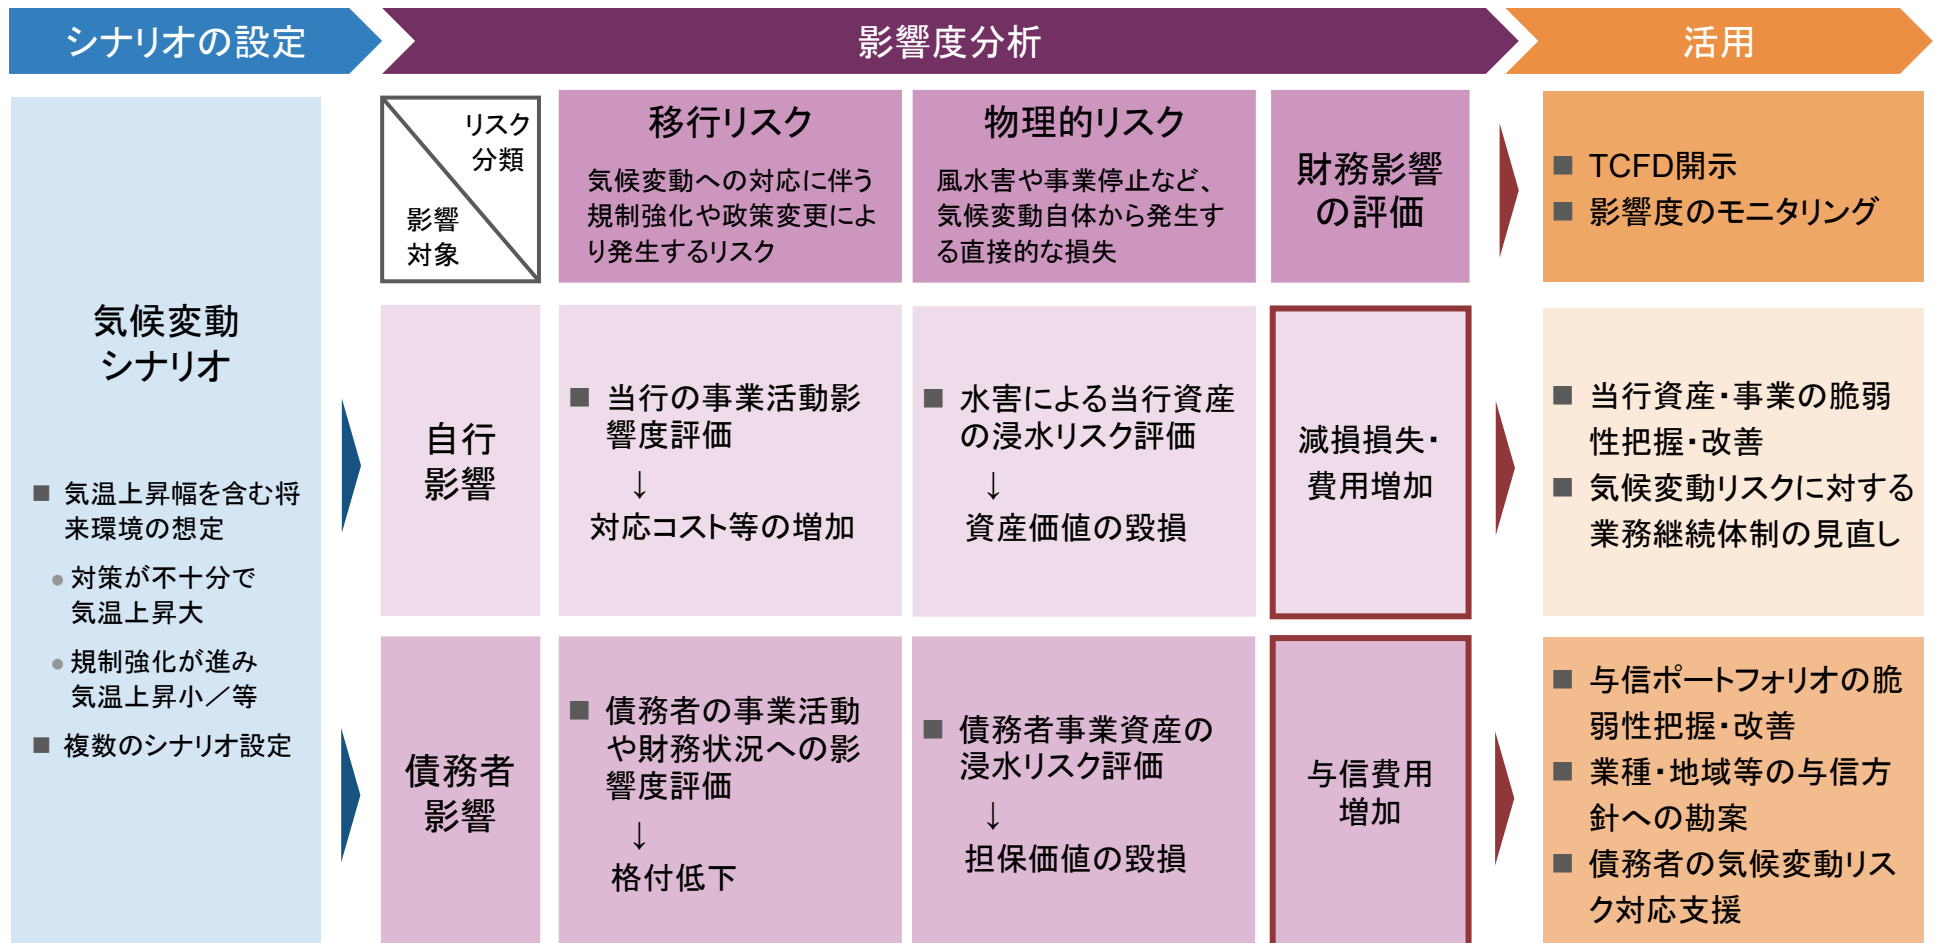 シナリオの設定
影響度分析
活用
気候変動
シナリオ
■ 気温上昇幅を含む将
来環境の想定
● 対策が不十分で
気温上昇大
● 規制強化が進み
気温上昇小／等
■ 複数のシナリオ設定
リスク
分類
影響
対象
移行リスク
気候変動への対応に伴う
規制強化や政策変更によ
り発生するリスク
物理的リスク
風水害や事業停止など、
気候変動自体から発生す
る直接的な損失
財務影響
の評価
■ TCFD開示
■ 影響度のモニタリング
自行
影響
■ 当行の事業活動影
響度評価
↓
対応コスト等の増加
■ 水害による当行資産
の浸水リスク評価
↓
資産価値の毀損
減損損失・
費用増加
■ 当行資産・事業の脆弱
性把握・改善
■ 気候変動リスクに対する
業務継続体制の見直し
債務者
影響
■ 債務者の事業活動
や財務状況への影
響度評価
↓
格付低下
■ 債務者事業資産の
浸水リスク評価
↓
担保価値の毀損
与信費用
増加
■ 与信ポートフォリオの脆
弱性把握・改善
■ 業種・地域等の与信方
針への勘案
■ 債務者の気候変動リス
ク対応支援